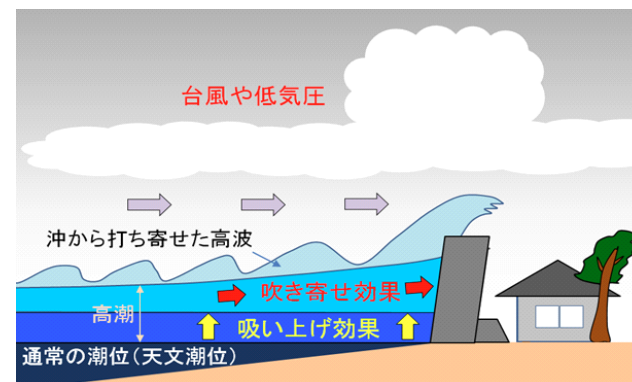 台風や低気圧
沖から打ち寄せた高波
吹き寄せ効果
高潮
吸い上げ効果
通常の潮位(天文潮位)